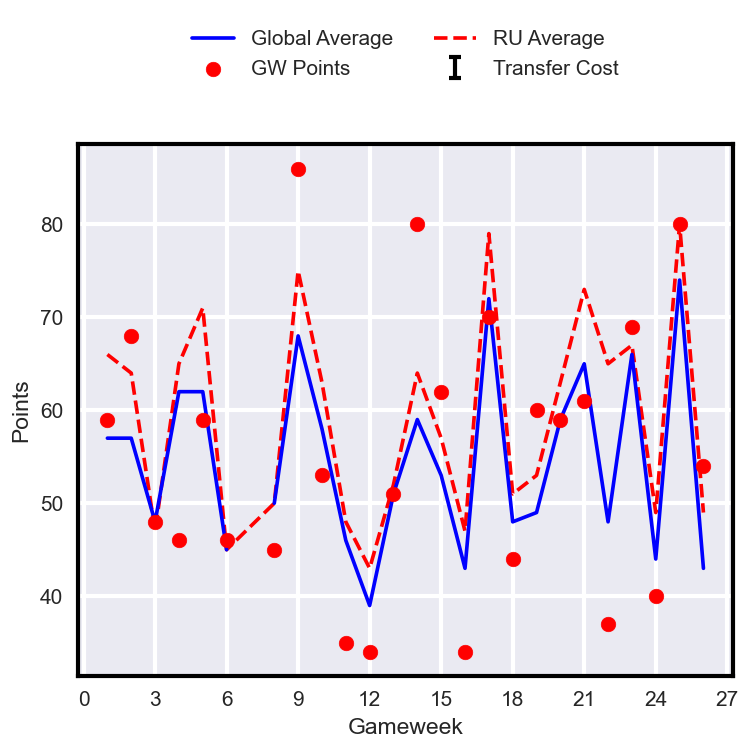 Global Average RU Average
GW Points Transfer Cost
80
70
60
50
40
Points
0 3 6 9 12 15 18 21 24 27
Gameweek